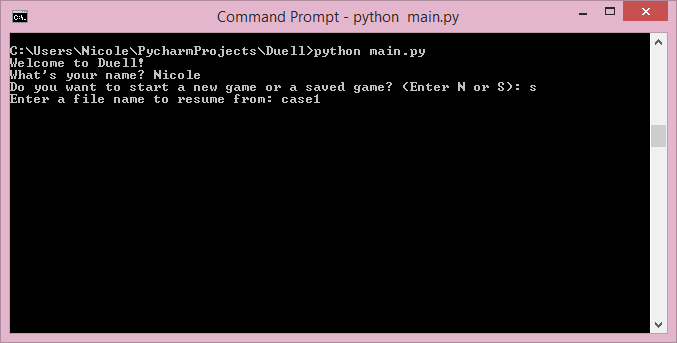 Command Prompt - python  main.py
C:\Users\Nicole\PycharmProjects\Duell>python main.py
Welcome to Duell!
What's your name? Nicole
Do you want to start a new game or a saved game? (Enter N or S): s
Enter a file name to resume from: case1